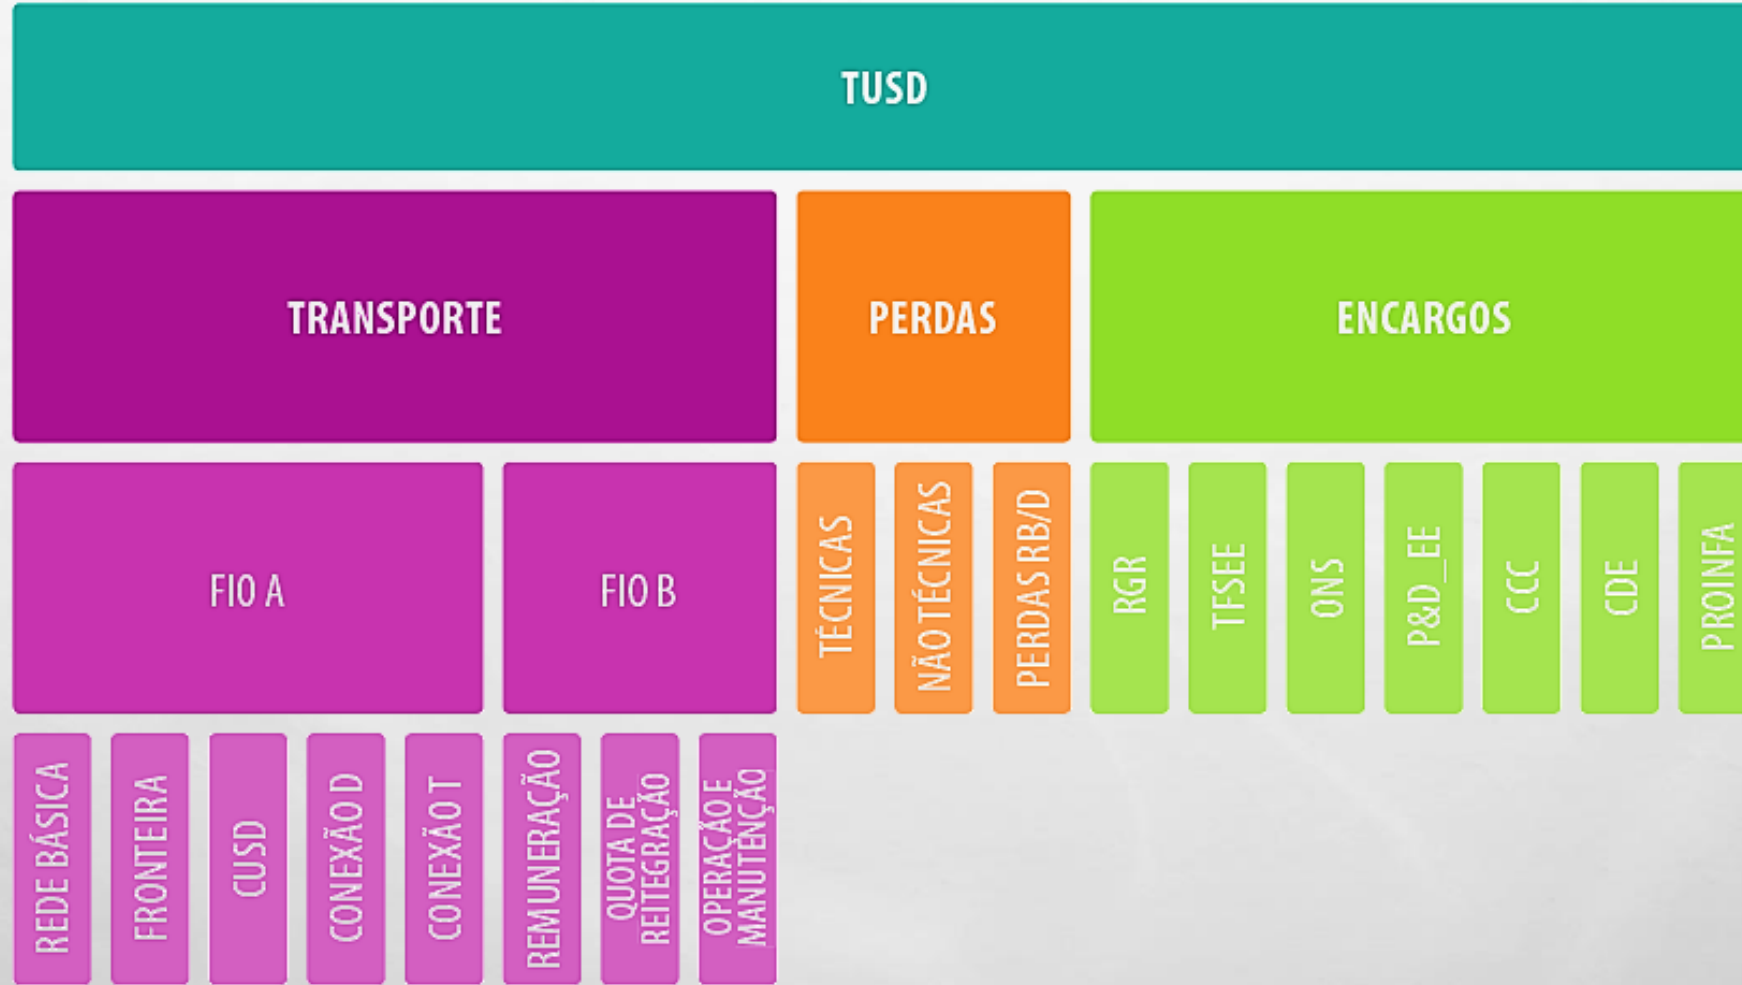 TUSD
TRANSPORTE
PERDAS
ENCARGOS
FIO A
FIO B
TÉCNICAS
NÃO TÉCNICAS
PERDAS RB/D
RGR
TFSEE
ONS
P&D_EE
CCC
CDE
PROINFA
REDE BÁSICA
FRONTEIRA
CUSD
CONEXÃO D
CONEXÃO T
REMUNERAÇÃO
QUOTA DE
REITEGRAÇÃO
OPERAÇÃO E
MANUTENÇÃO